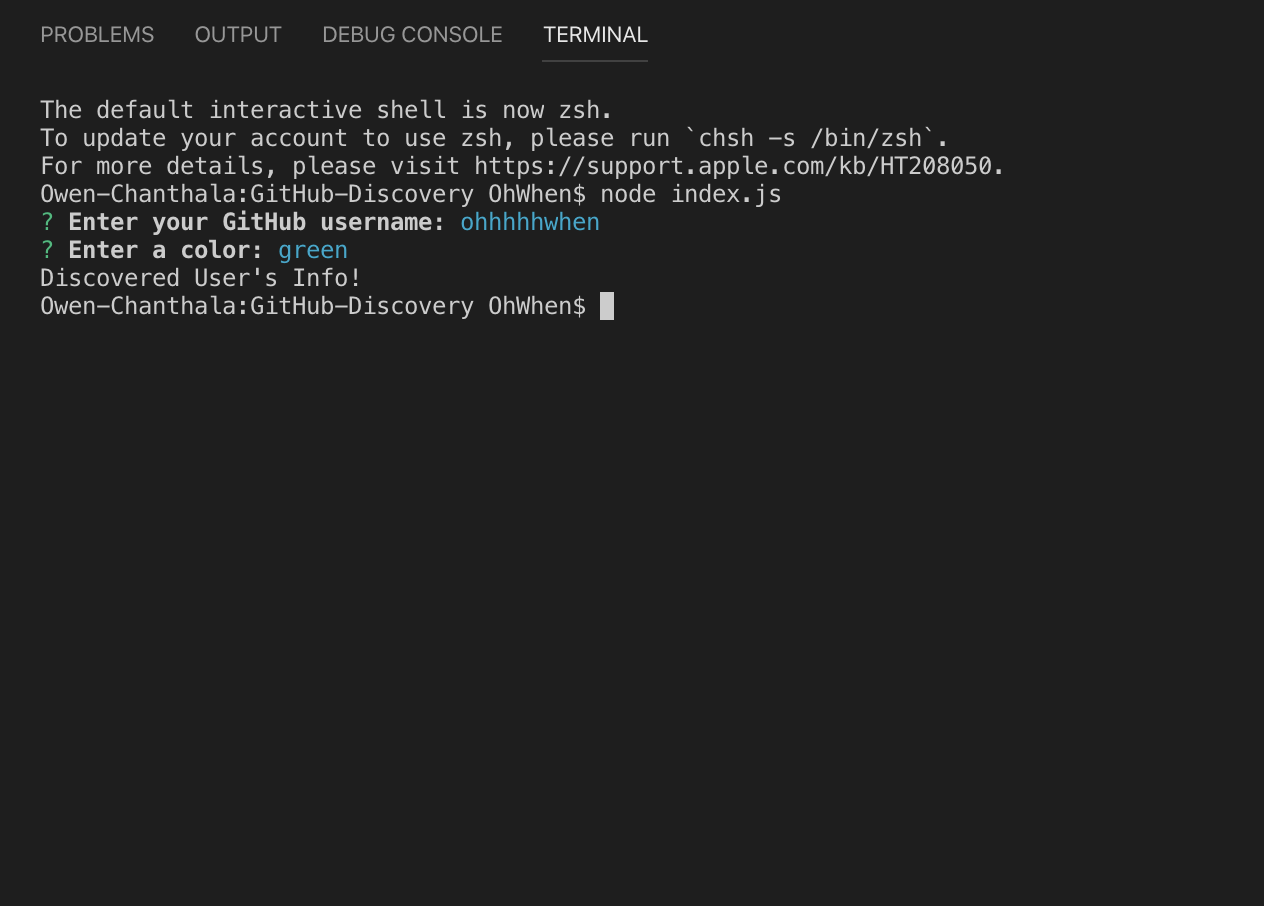 PROBLEMS OUTPUT DEBUG CONSOLE TERMINAL
The default interactive shell is now zsh.
To update your account to use zsh, please run `chsh -s /bin/zsh`.
For more details, please visit https://support.apple.com/kb/HT208050.
Owen-Chanthala:GitHub-Discovery OhWhen$ node index.js
? Enter your GitHub username: ohhhhhwhen
? Enter a color: green
Discovered User's Info!
Owen-Chanthala:GitHub-Discovery OhWhen$